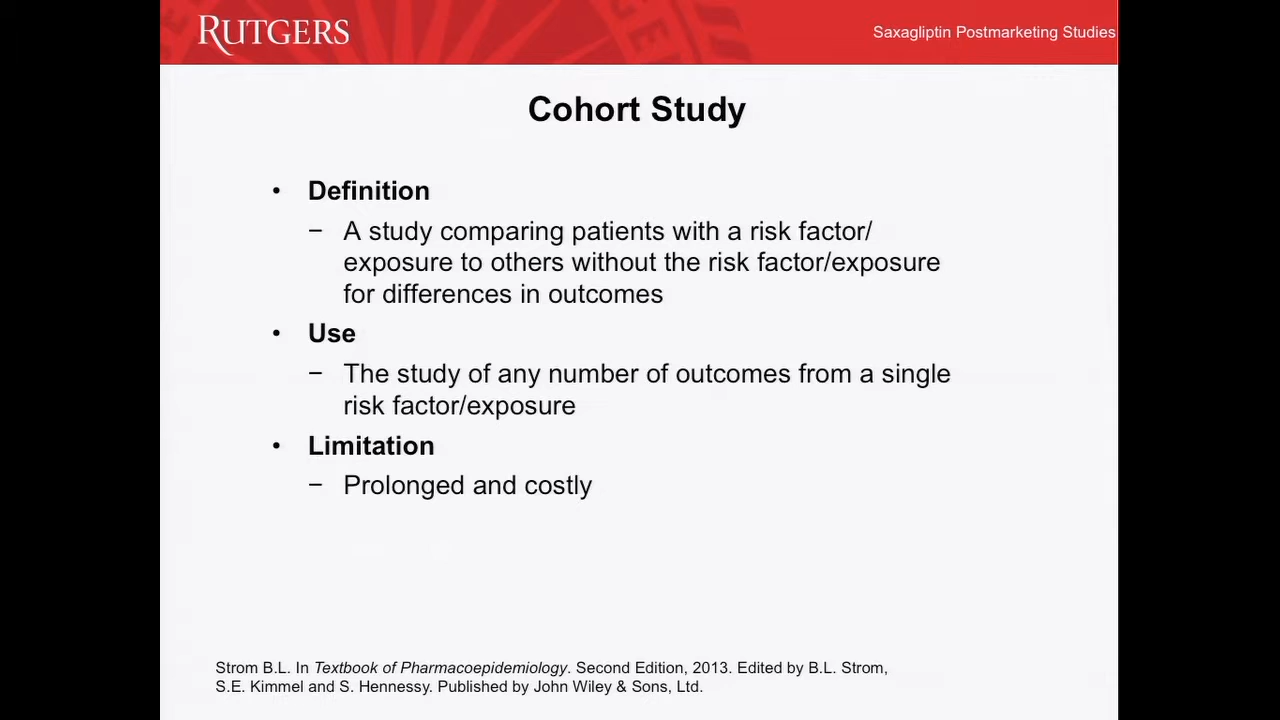 RUTGERS
Saxagliptin Postmarketing Studies
Cohort Study
• Definition
− A study comparing patients with a risk factor/
exposure to others without the risk factor/exposure
for differences in outcomes
• Use
− The study of any number of outcomes from a single
risk factor/exposure
• Limitation
− Prolonged and costly
Strom B.L. In Textbook of Pharmacoepidemiology. Second Edition, 2013. Edited by B.L. Strom,
S.E. Kimmel and S. Hennessy. Published by John Wiley & Sons, Ltd.